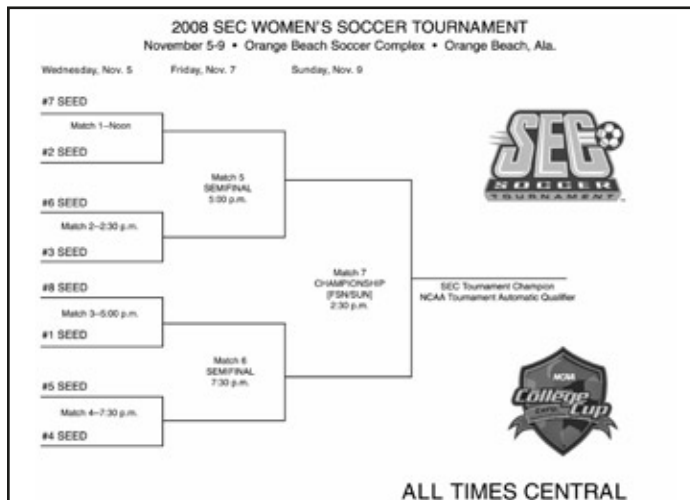 2008 SEC WOMEN'S SOCCER TOURNAMENT
November 5-9 • Orange Beach Soccer Complex • Orange Beach, Ala.
Wednesday, Nov. 5 Friday, Nov. 7 Sunday, Nov. 9
#7 SEED
Match 1–Noon
#2 SEED
Match 5
SEMIFINAL
5:00 p.m.
#6 SEED
Match 2–2:30 p.m.
#3 SEED
Match 7
CHAMPIONSHIP
[FSN/SUN]
2:30 p.m.
#8 SEED
Match 3–5:00 p.m.
#1 SEED
Match 6
SEMIFINAL
7:30 p.m.
#5 SEED
Match 4–7:30 p.m.
#4 SEED
SEC Tournament Champion
NCAA Tournament Automatic Qualifier
SEC
SOCCER
TOURNAMENT
NCAA
College
Cup
ALL TIMES CENTRAL